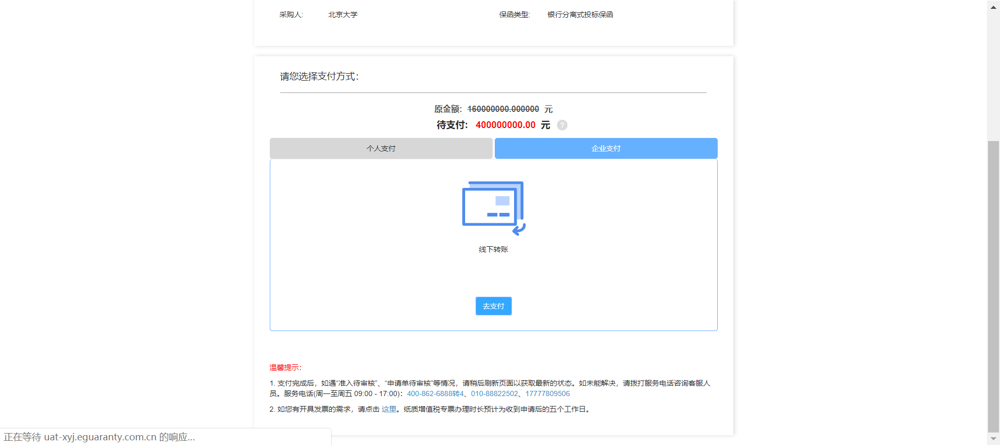 采购人: 北京大学 保函类型: 银行分离式投标保函
请您选择支付方式：
原金额: 160000000.000000 元
待支付: 400000000.00 元 ?
个人支付 企业支付
线下转账
去支付
温馨提示：
1. 支付完成后，如遇“准入待审核”、“申请单待审核”等情况，请稍后刷新页面以获取最新的状态。如未能解决，请拨打服务电话咨询客服人
员。服务电话(周一至周五 09:00 - 17:00)：400-862-6888转4、010-88822502、17777809506
2. 如您有开具发票的需求，请点击 这里。纸质增值税专票办理时长预计为收到申请后的五个工作日。
正在等待 uat-xyj.eguaranty.com.cn 的响应...